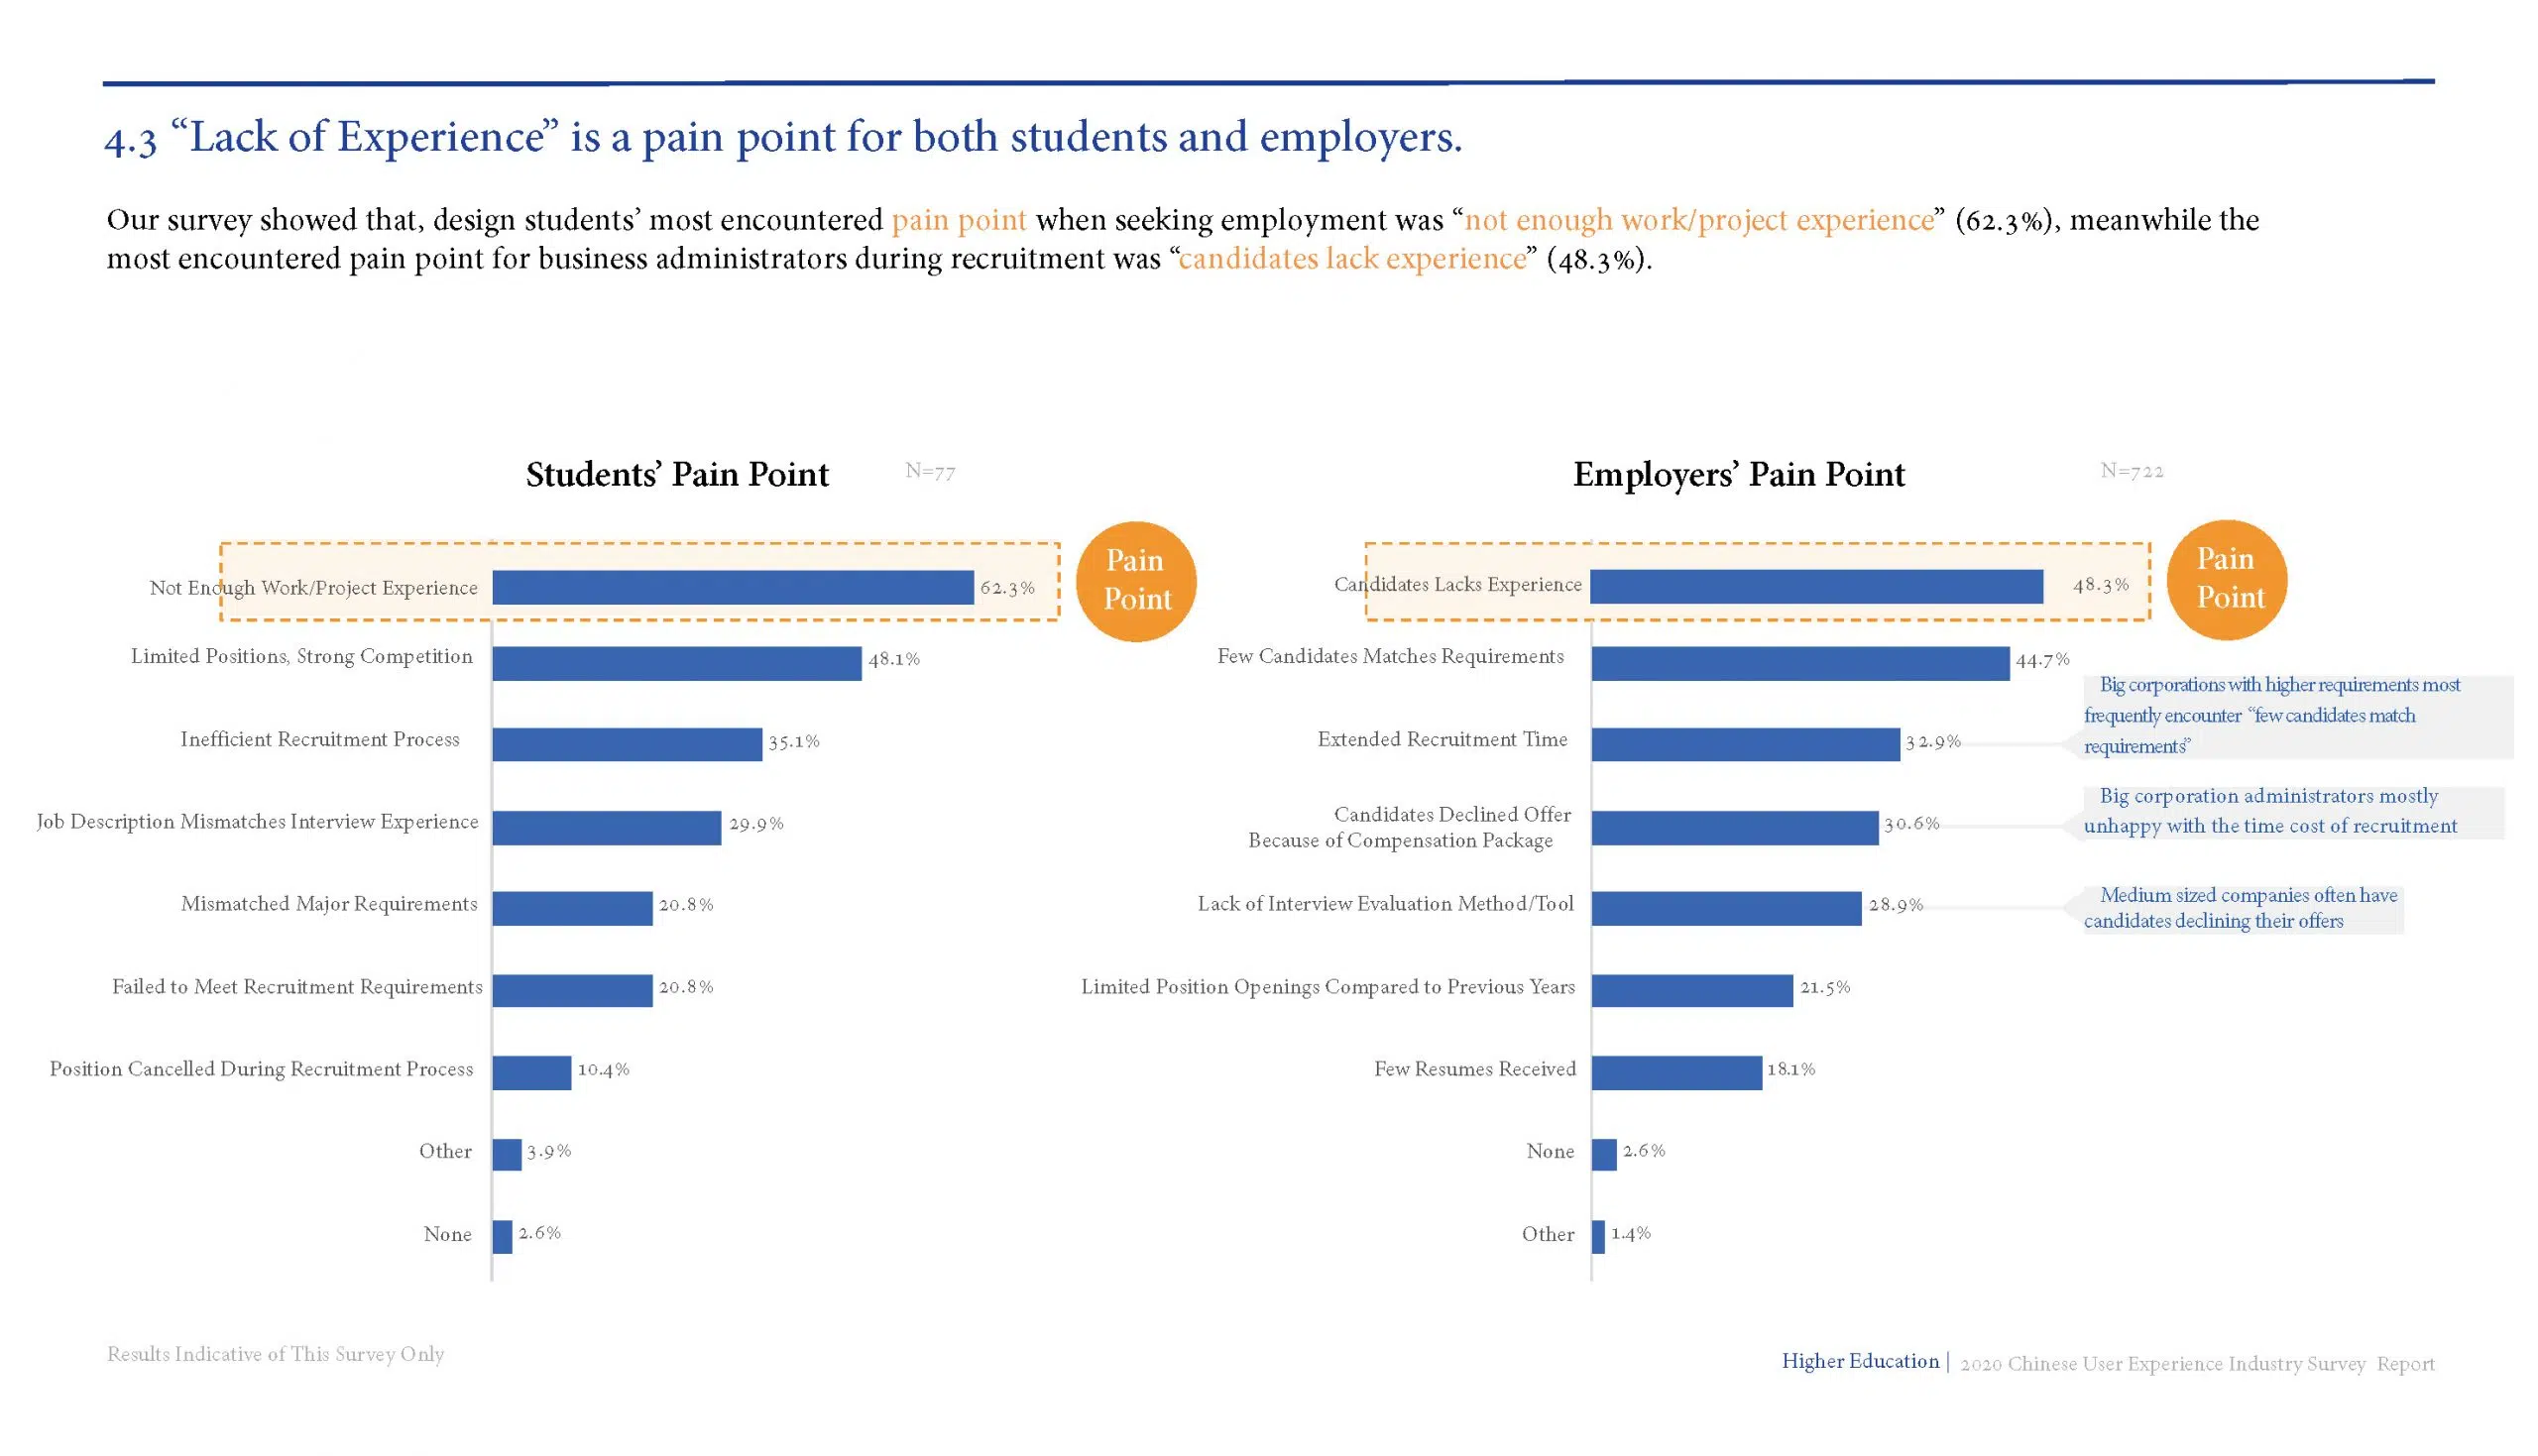 4.3 “Lack of Experience” is a pain point for both students and employers.
Our survey showed that, design students’ most encountered pain point when seeking employment was “not enough work/project experience” (62.3%), meanwhile the
most encountered pain point for business administrators during recruitment was “candidates lack experience” (48.3%).
Students’ Pain Point N=77
Not Enough Work/Project Experience 62.3%
Pain
Point
Limited Positions, Strong Competition 48.1%
Inefficient Recruitment Process 35.1%
Job Description Mismatches Interview Experience 29.9%
Mismatched Major Requirements 20.8%
Failed to Meet Recruitment Requirements 20.8%
Position Cancelled During Recruitment Process 10.4%
Other 3.9%
None 2.6%
Employers’ Pain Point N=722
Candidates Lacks Experience 48.3%
Pain
Point
Few Candidates Matches Requirements 44.7%
Extended Recruitment Time 32.9%
Big corporations with higher requirements most
frequently encounter “few candidates match
requirements”
Candidates Declined Offer
Because of Compensation Package 30.6%
Big corporation administrators mostly
unhappy with the time cost of recruitment
Lack of Interview Evaluation Method/Tool 28.9%
Medium sized companies often have
candidates declining their offers
Limited Position Openings Compared to Previous Years 21.5%
Few Resumes Received 18.1%
None 2.6%
Other 1.4%
Results Indicative of This Survey Only
Higher Education | 2020 Chinese User Experience Industry Survey Report